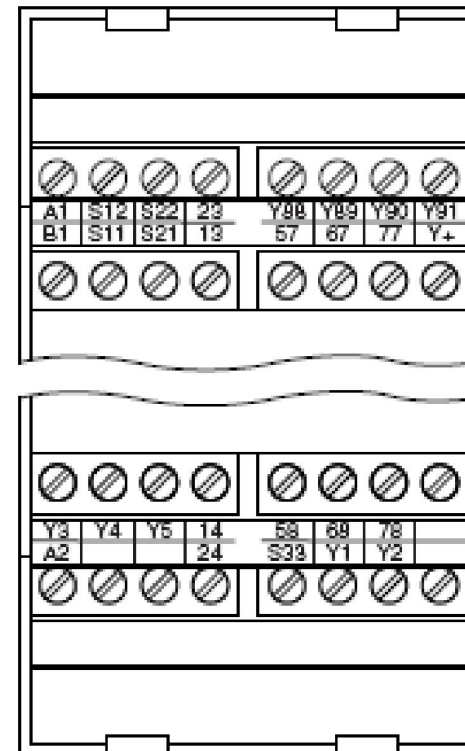 A1 S12 S22 23 Y88 Y89 Y90 Y91
B1 S11 S21 13 57 67 77 Y+
Y3 Y4 Y5 14 58 68 78
A2 24 S33 Y1 Y2